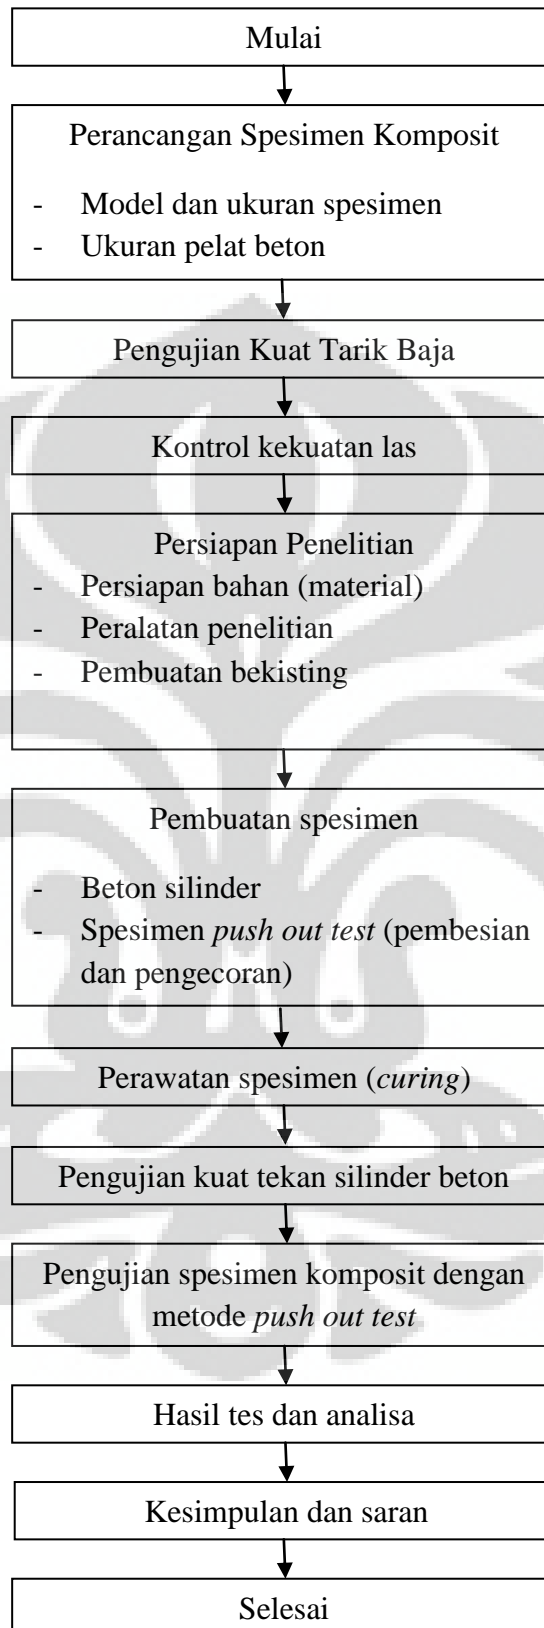 Mulai
Perancangan Spesimen Komposit
- Model dan ukuran spesimen
- Ukuran pelat beton
Pengujian Kuat Tarik Baja
Kontrol kekuatan las
Persiapan Penelitian
- Persiapan bahan (material)
- Peralatan penelitian
- Pembuatan bekisting
Pembuatan spesimen
- Beton silinder
- Spesimen push out test (pembesian
dan pengecoran)
Perawatan spesimen (curing)
Pengujian kuat tekan silinder beton
Pengujian spesimen komposit dengan
metode push out test
Hasil tes dan analisa
Kesimpulan dan saran
Selesai